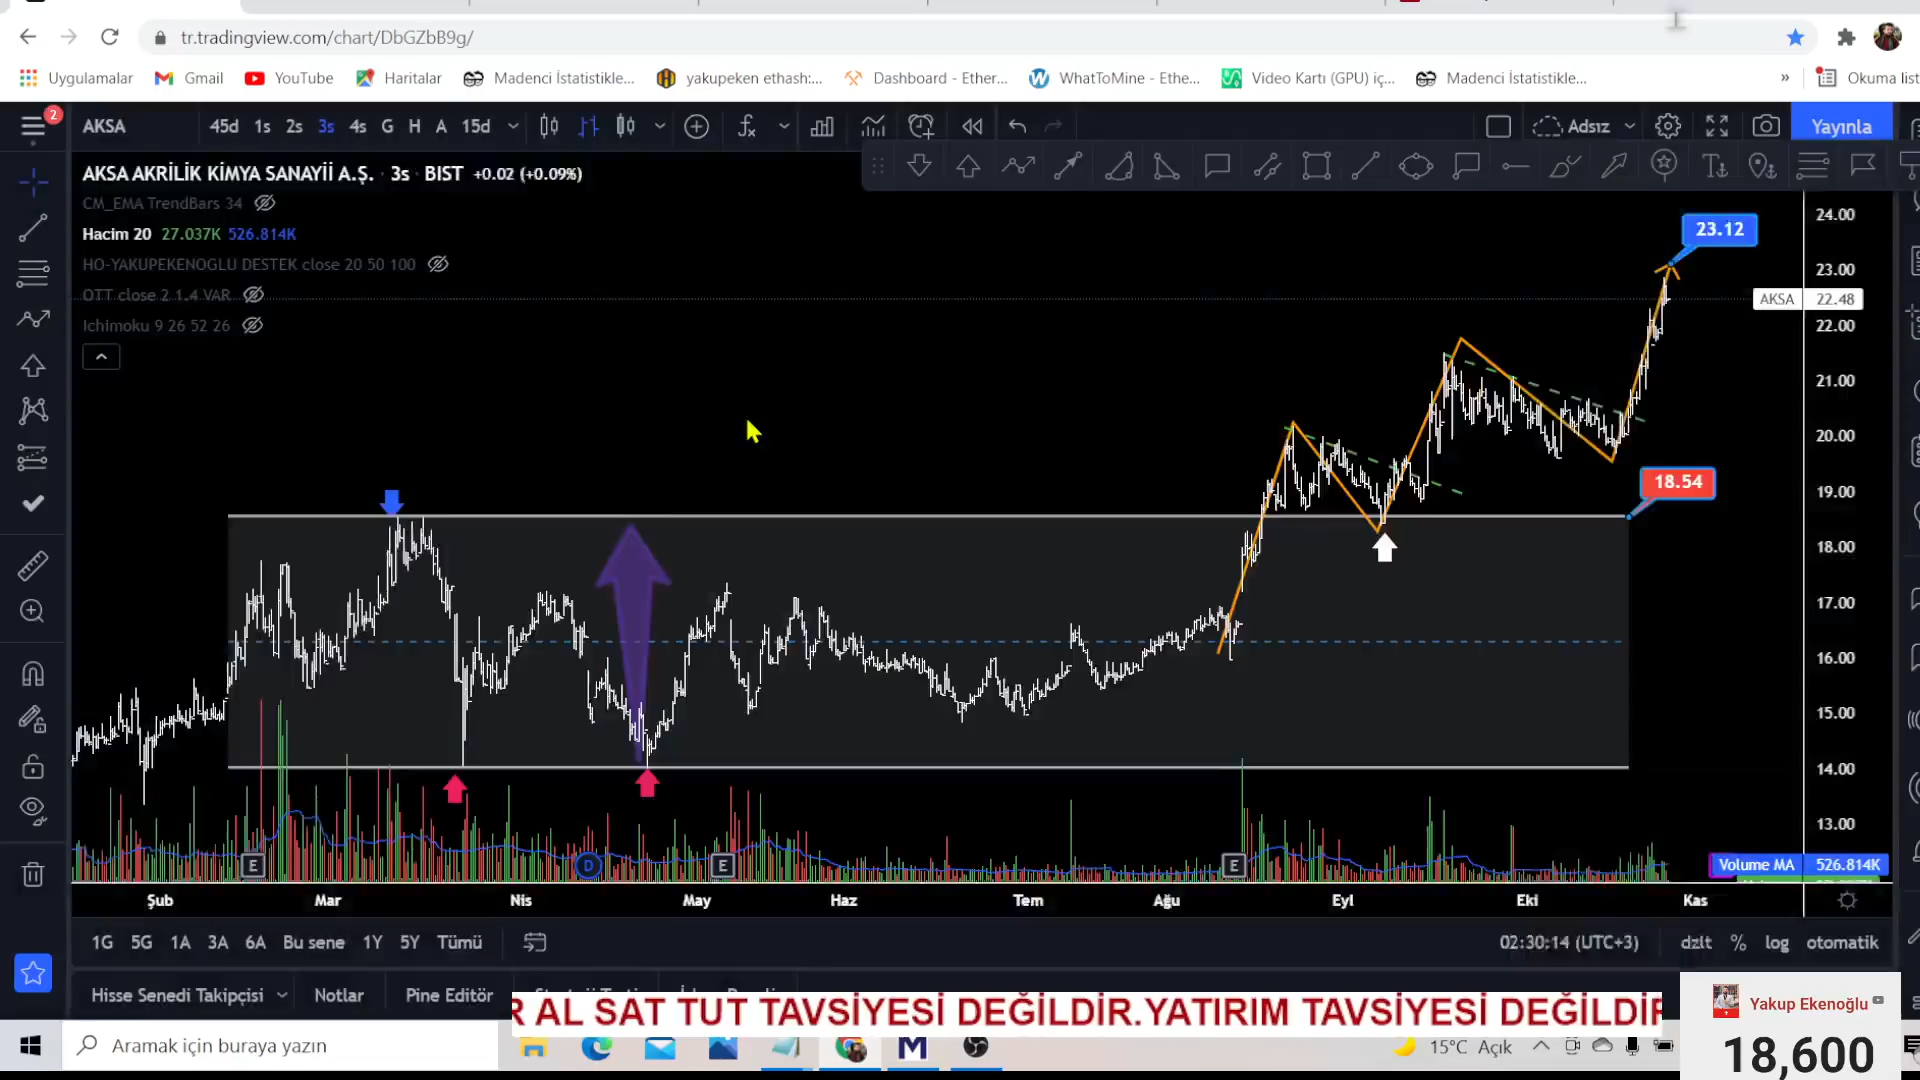 tr.tradingview.com/chart/DbGZbB9g/
Uygulamalar Gmail YouTube Haritalar Madenci İstatistikle... yakupeken ethash:... Dashboard - Ether... WhatToMine - Ethe... Video Kartı (GPU) iç... Madenci İstatistikle... » Okuma list
2
AKSA 45d 1s 2s 3s 4s G H A 15d Adsız Yayınla
AKSA AKRİLİK KİMYA SANAYİİ A.Ş. · 3s · BIST +0.02 (+0.09%)
CM_EMA TrendBars 34
Hacim 20 27.037K 526.814K
HO-YAKUPEKENOGLU DESTEK close 20 50 100
OTT close 2 1.4 VAR
Ichimoku 9 26 52 26
24.00
23.12
23.00
AKSA 22.48
22.00
21.00
20.00
18.54
19.00
18.00
17.00
16.00
15.00
14.00
13.00
E D E E
Volume MA 526.814K
Şub Mar Nis May Haz Tem Ağu Eyl Eki Kas
1G 5G 1A 3A 6A Bu sene 1Y 5Y Tümü 02:30:14 (UTC+3) dzlt % log otomatik
Hisse Senedi Takipçisi Notlar Pine Editör
R AL SAT TUT TAVSİYESİ DEĞİLDİR.YATIRIM TAVSİYESİ DEĞİLDİR
Yakup Ekenoğlu
18,600
Aramak için buraya yazın 15°C Açık